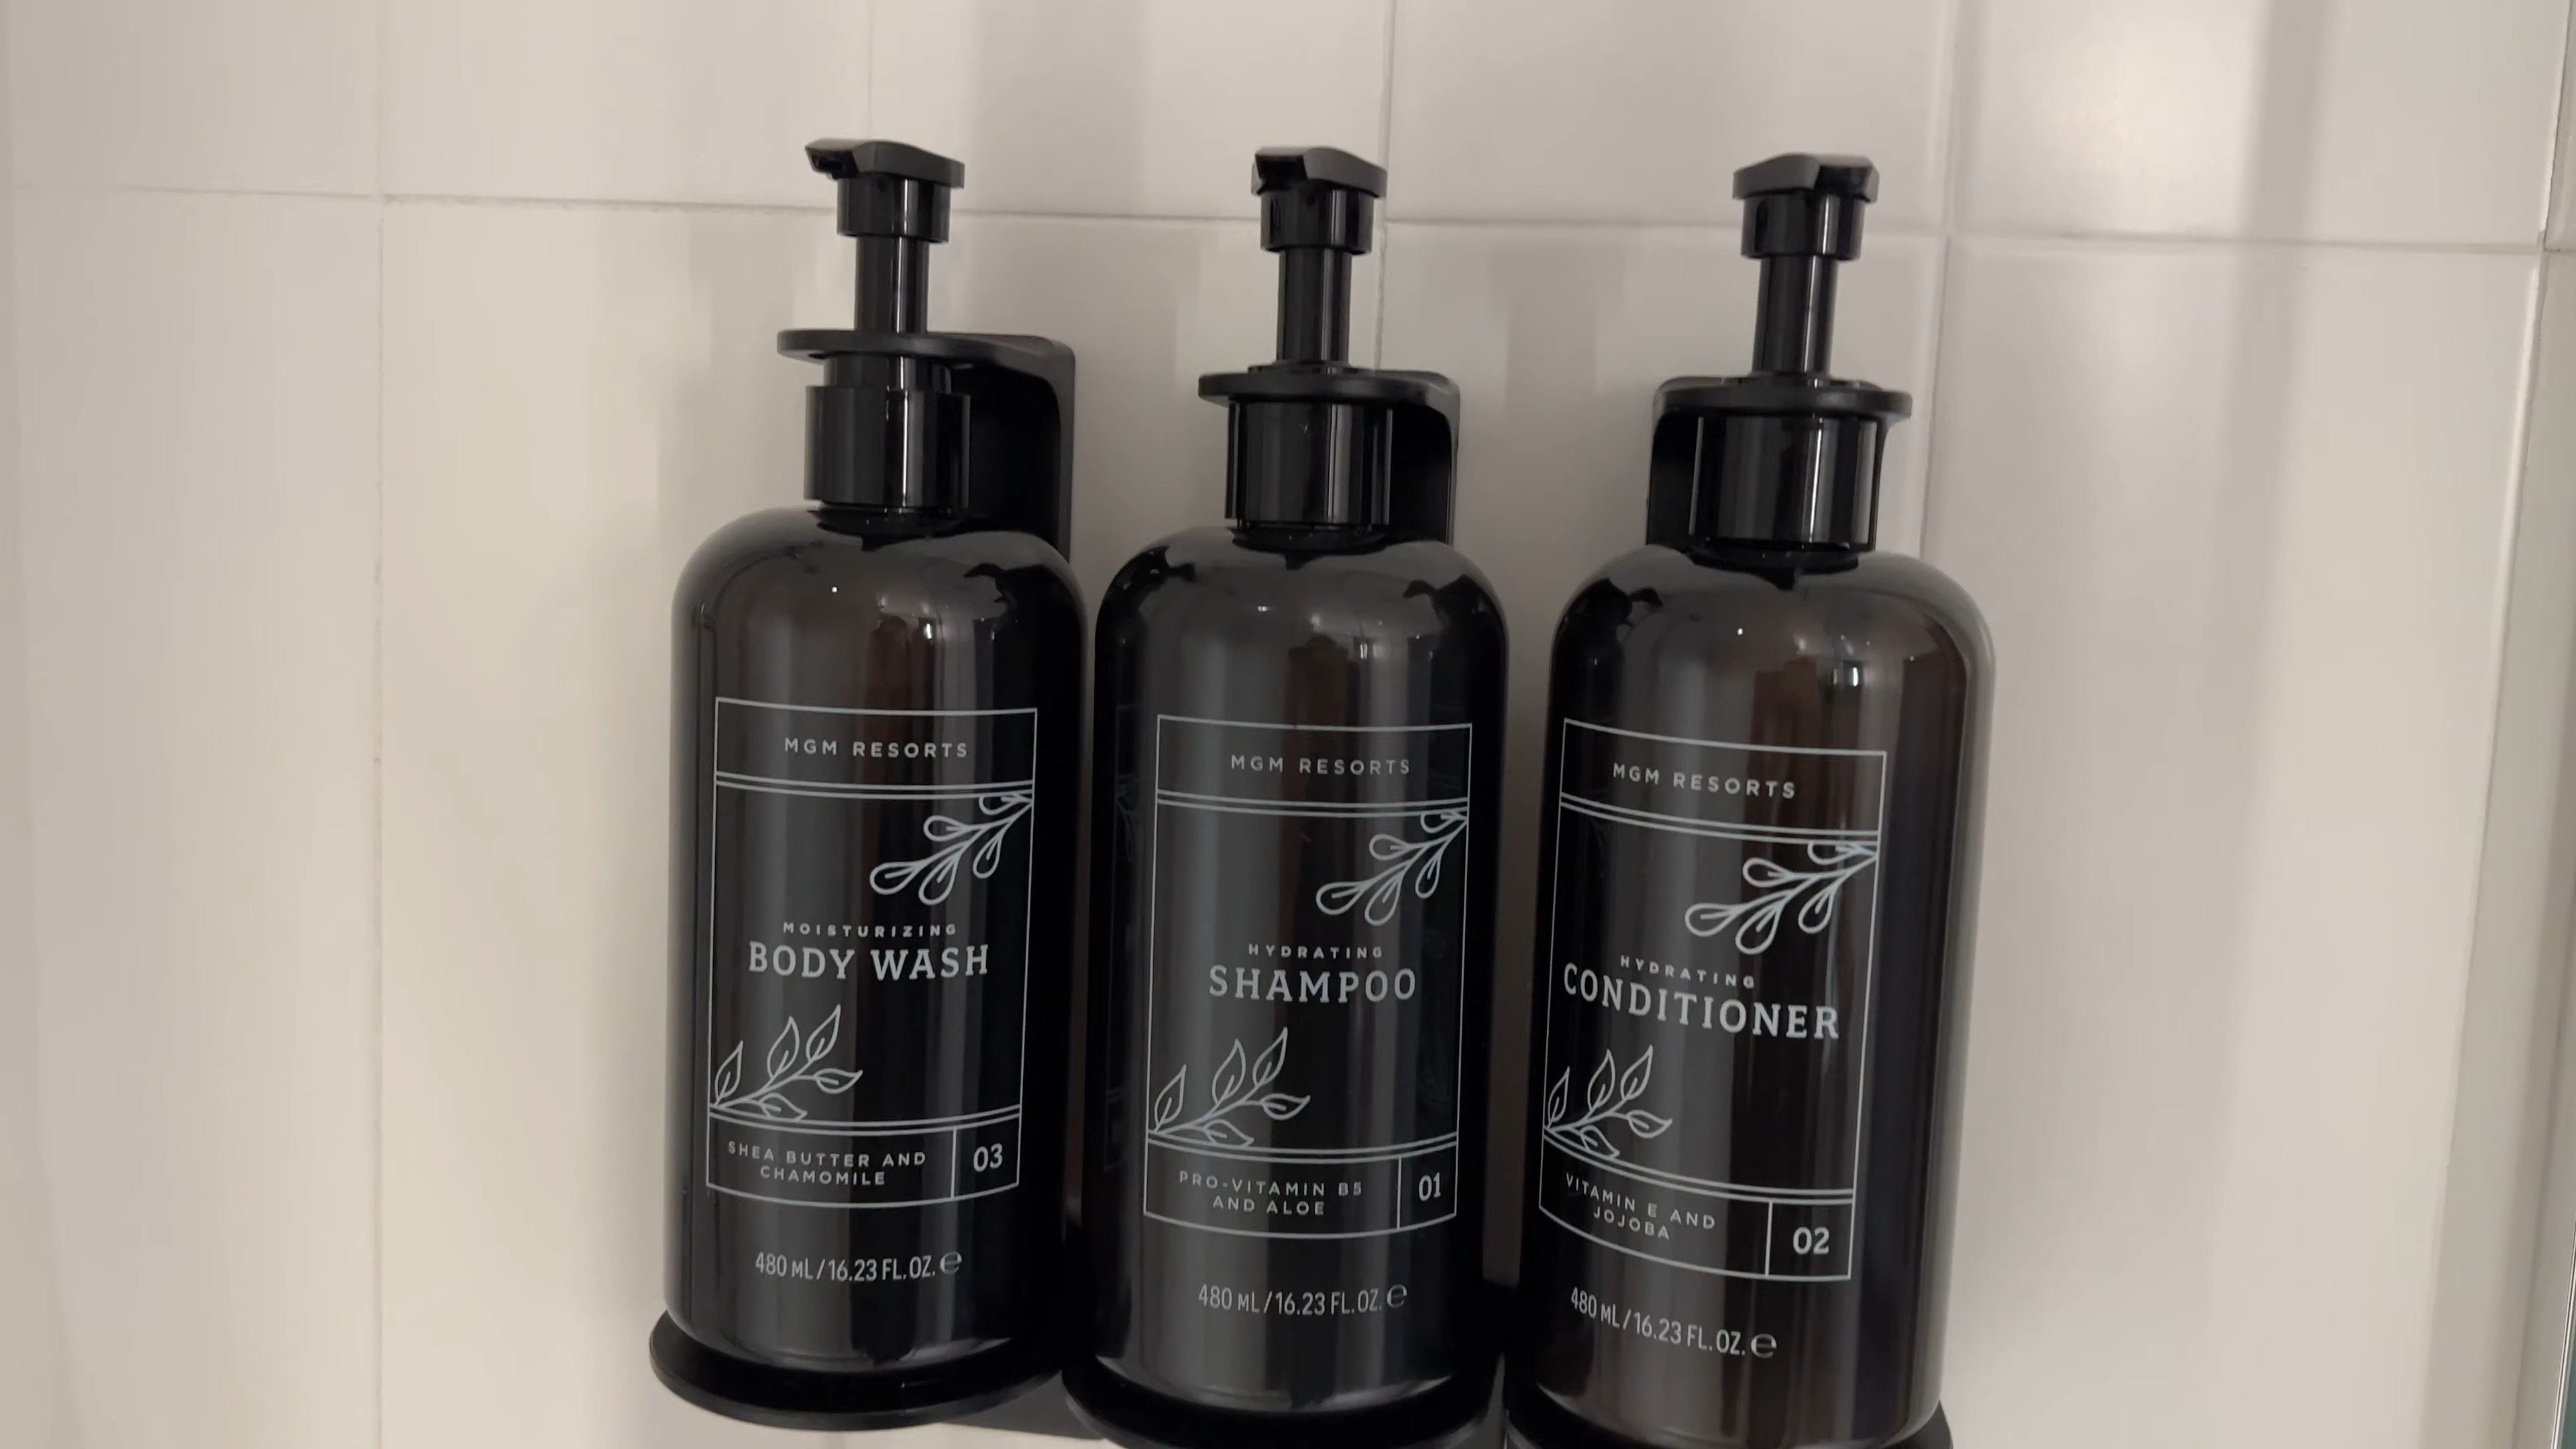 MGM RESORTS
MOISTURIZING
BODY WASH
SHEA BUTTER AND
CHAMOMILE
03
480 ML/16.23 FL.OZ.℮
MGM RESORTS
HYDRATING
SHAMPOO
PRO-VITAMIN B5
AND ALOE
01
480 ML/16.23 FL.OZ.℮
MGM RESORTS
HYDRATING
CONDITIONER
VITAMIN E AND
JOJOBA
02
480 ML/16.23 FL.OZ.℮